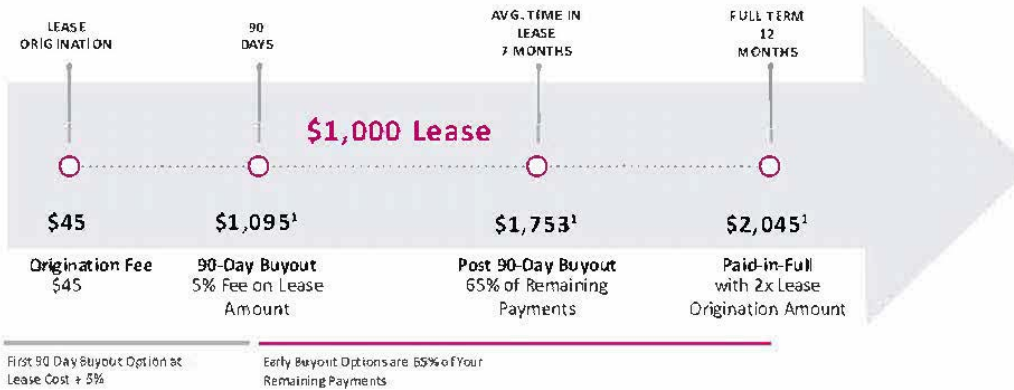 LEASE
ORIGINATION
90
DAYS
AVG. TIME IN
LEASE
7 MONTHS
FULL TERM
12
MONTHS
$1,000 Lease
$45
$1,095¹
$1,753¹
$2,045¹
Origination Fee
$45
90-Day Buyout
5% Fee on Lease
Amount
Post 90-Day Buyout
65% of Remaining
Payments
Paid-in-Full
with 2x Lease
Origination Amount
First 90 Day Buyout Option at
Lease Cost + 5%
Early Buyout Options are 65% of Your
Remaining Payments